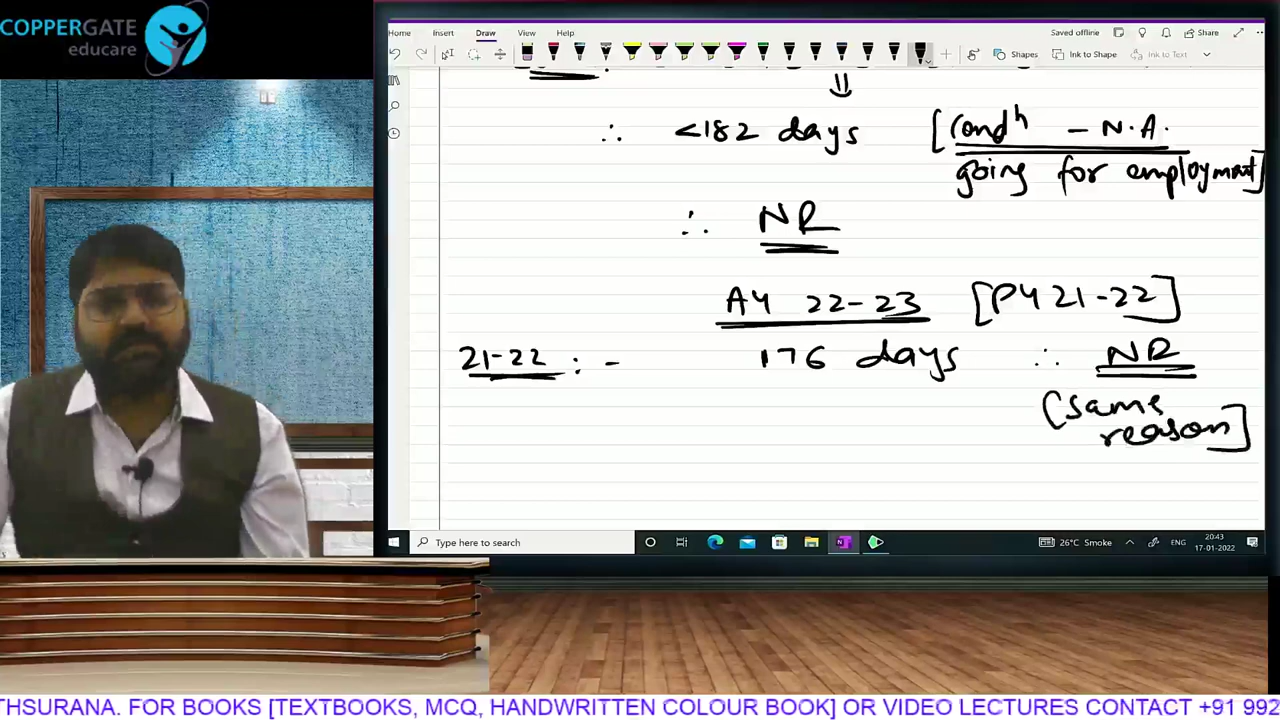 COPPERGATE
educare
Home Insert Draw View Help
Saved offline
Share
Shapes
Ink to Shape
Ink to Text
∴ <182 days [condn - N.A.
going for employment]
∴ NR
AY 22-23 [PY 21-22]
21-22 : - 176 days ∴ NR
[same
reason]
Type here to search
26°C Smoke
ENG
20:43
17-01-2022
THSURANA. FOR BOOKS [TEXTBOOKS, MCQ, HANDWRITTEN COLOUR BOOK] OR VIDEO LECTURES CONTACT +91 992